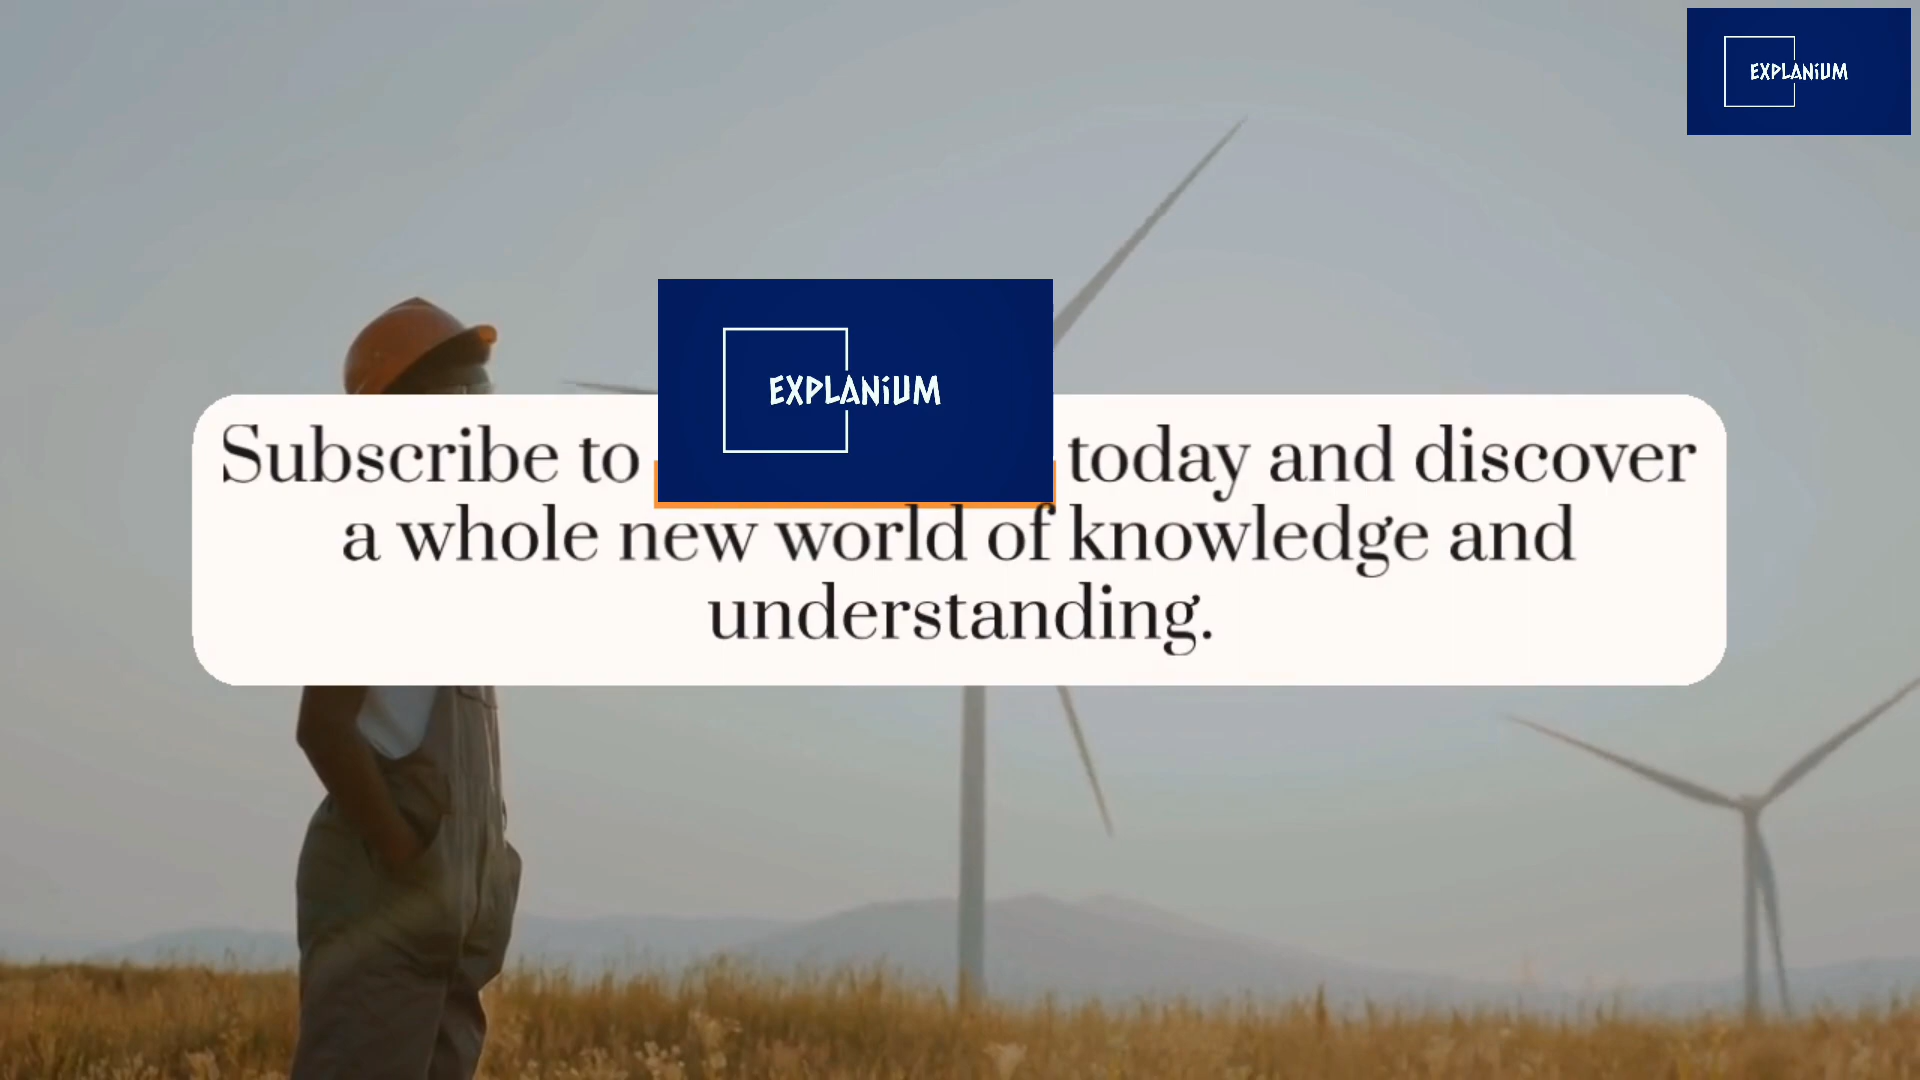 EXPLANiUM
EXPLANiUM
Subscribe to today and discover
a whole new world of knowledge and
understanding.